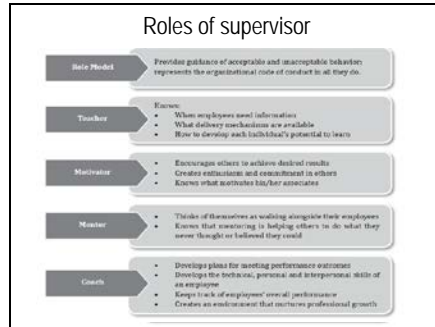 Roles of supervisor
Role Model
Provides guidance of acceptable and unacceptable behavior
represents the organizational code of conduct in all they do.
Teacher
Knows:
• When employees need information
• What delivery mechanisms are available
• How to develop each individual's potential to learn
Motivator
• Encourages others to achieve desired results
• Creates enthusiasm and commitment in others
• Knows what motivates his/her associates
Mentor
• Thinks of themselves as walking alongside their employees
• Knows that mentoring is helping others to do what they
never thought or believed they could
Coach
• Develops plans for meeting performance outcomes
• Develops the technical, personal and interpersonal skills of
an employee
• Keeps track of employees' overall performance
• Creates an environment that nurtures professional growth